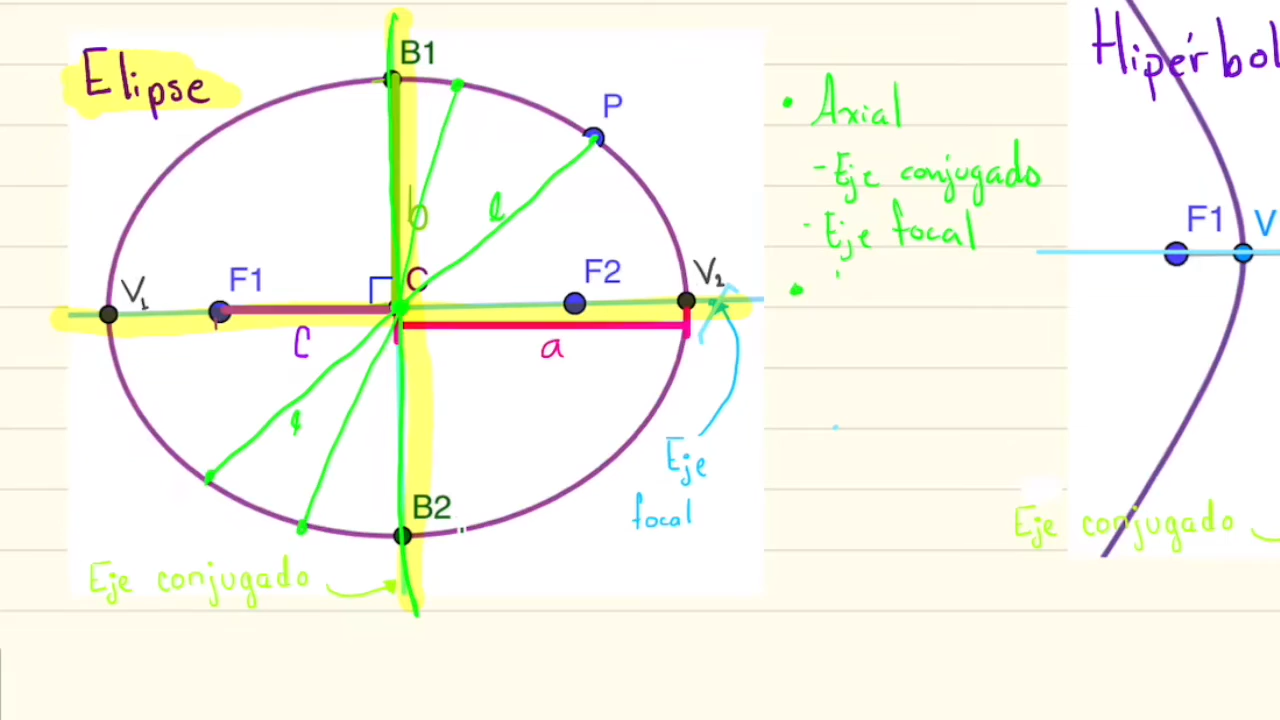 Elipse
B1
P
b
l
V1
F1
C
F2
V2
c
a
l
Eje
focal
B2
Eje conjugado
• Axial
- Eje conjugado
- Eje focal
•
Hipérbol
F1
V
Eje conjugado